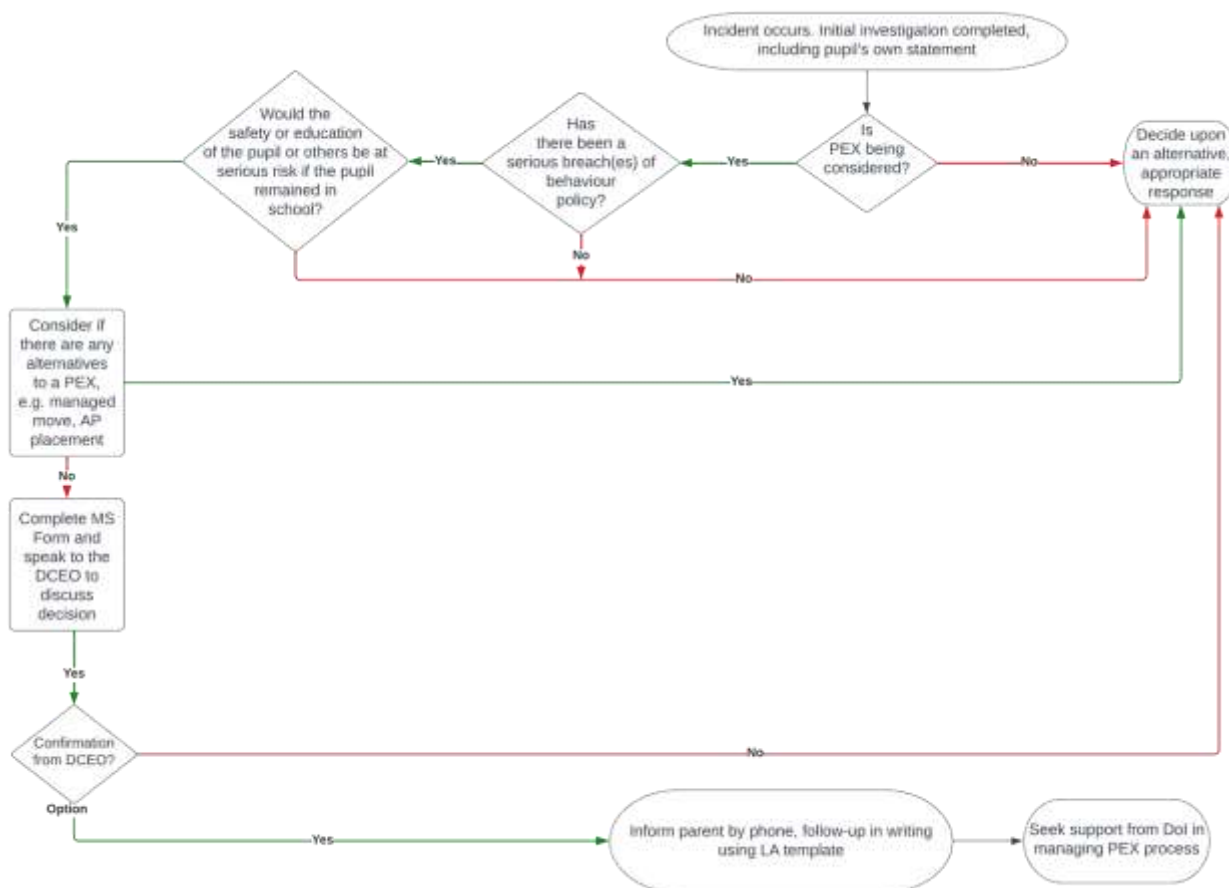 Incident occurs. Initial investigation completed,
including pupil's own statement
Is
PEX being
considered?
Yes
No
Has
there been a
serious breach(es) of
behaviour
policy?
Yes
No
Would the
safety or education
of the pupil or others be at
serious risk if the pupil
remained in
school?
Yes
No
Decide upon
an alternative,
appropriate
response
Consider if
there are any
alternatives
to a PEX,
e.g. managed
move, AP
placement
Yes
No
Complete MS
Form and
speak to the
DCEO to
discuss
decision
Yes
Confirmation
from DCEO?
No
Option
Yes
Inform parent by phone, follow-up in writing
using LA template
Seek support from DoI in
managing PEX process